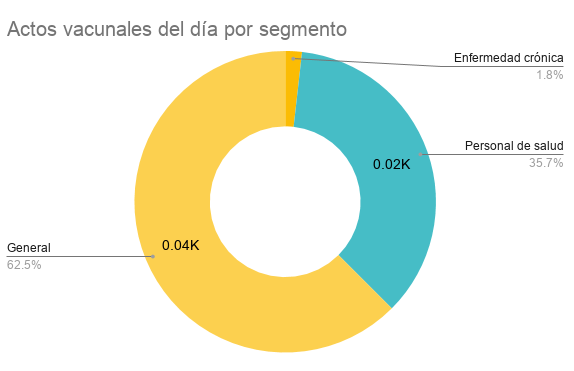 Actos vacunales del día por segmento
Enfermedad crónica
1.8%
Personal de salud
35.7%
0.02K
0.04K
General
62.5%